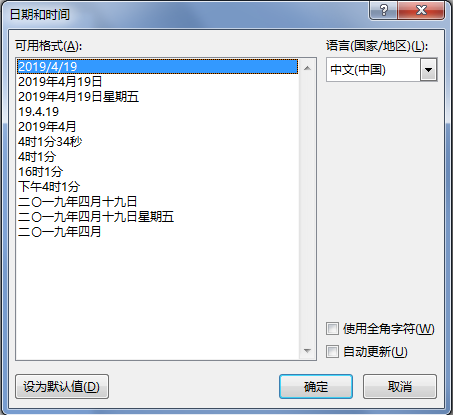 日期和时间
可用格式(A):
语言(国家/地区)(L):
2019/4/19
2019年4月19日
2019年4月19日星期五
19.4.19
2019年4月
4时1分34秒
4时1分
16时1分
下午4时1分
二〇一九年四月十九日
二〇一九年四月十九日星期五
二〇一九年四月
中文(中国)
使用全角字符(W)
自动更新(U)
设为默认值(D)
确定
取消